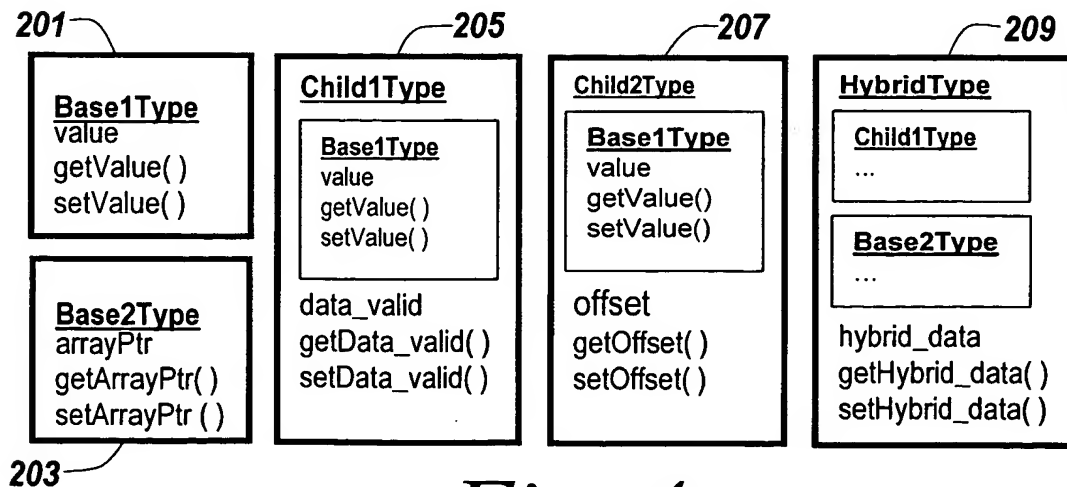 201
Base1Type
value
getValue( )
setValue( )
Base2Type
arrayPtr
getArrayPtr( )
setArrayPtr ( )
203
205
Child1Type
Base1Type
value
getValue( )
setValue( )
data_valid
getData_valid( )
setData_valid( )
207
Child2Type
Base1Type
value
getValue()
setValue()
offset
getOffset( )
setOffset( )
209
HybridType
Child1Type
...
Base2Type
...
hybrid_data
getHybrid_data( )
setHybrid_data( )